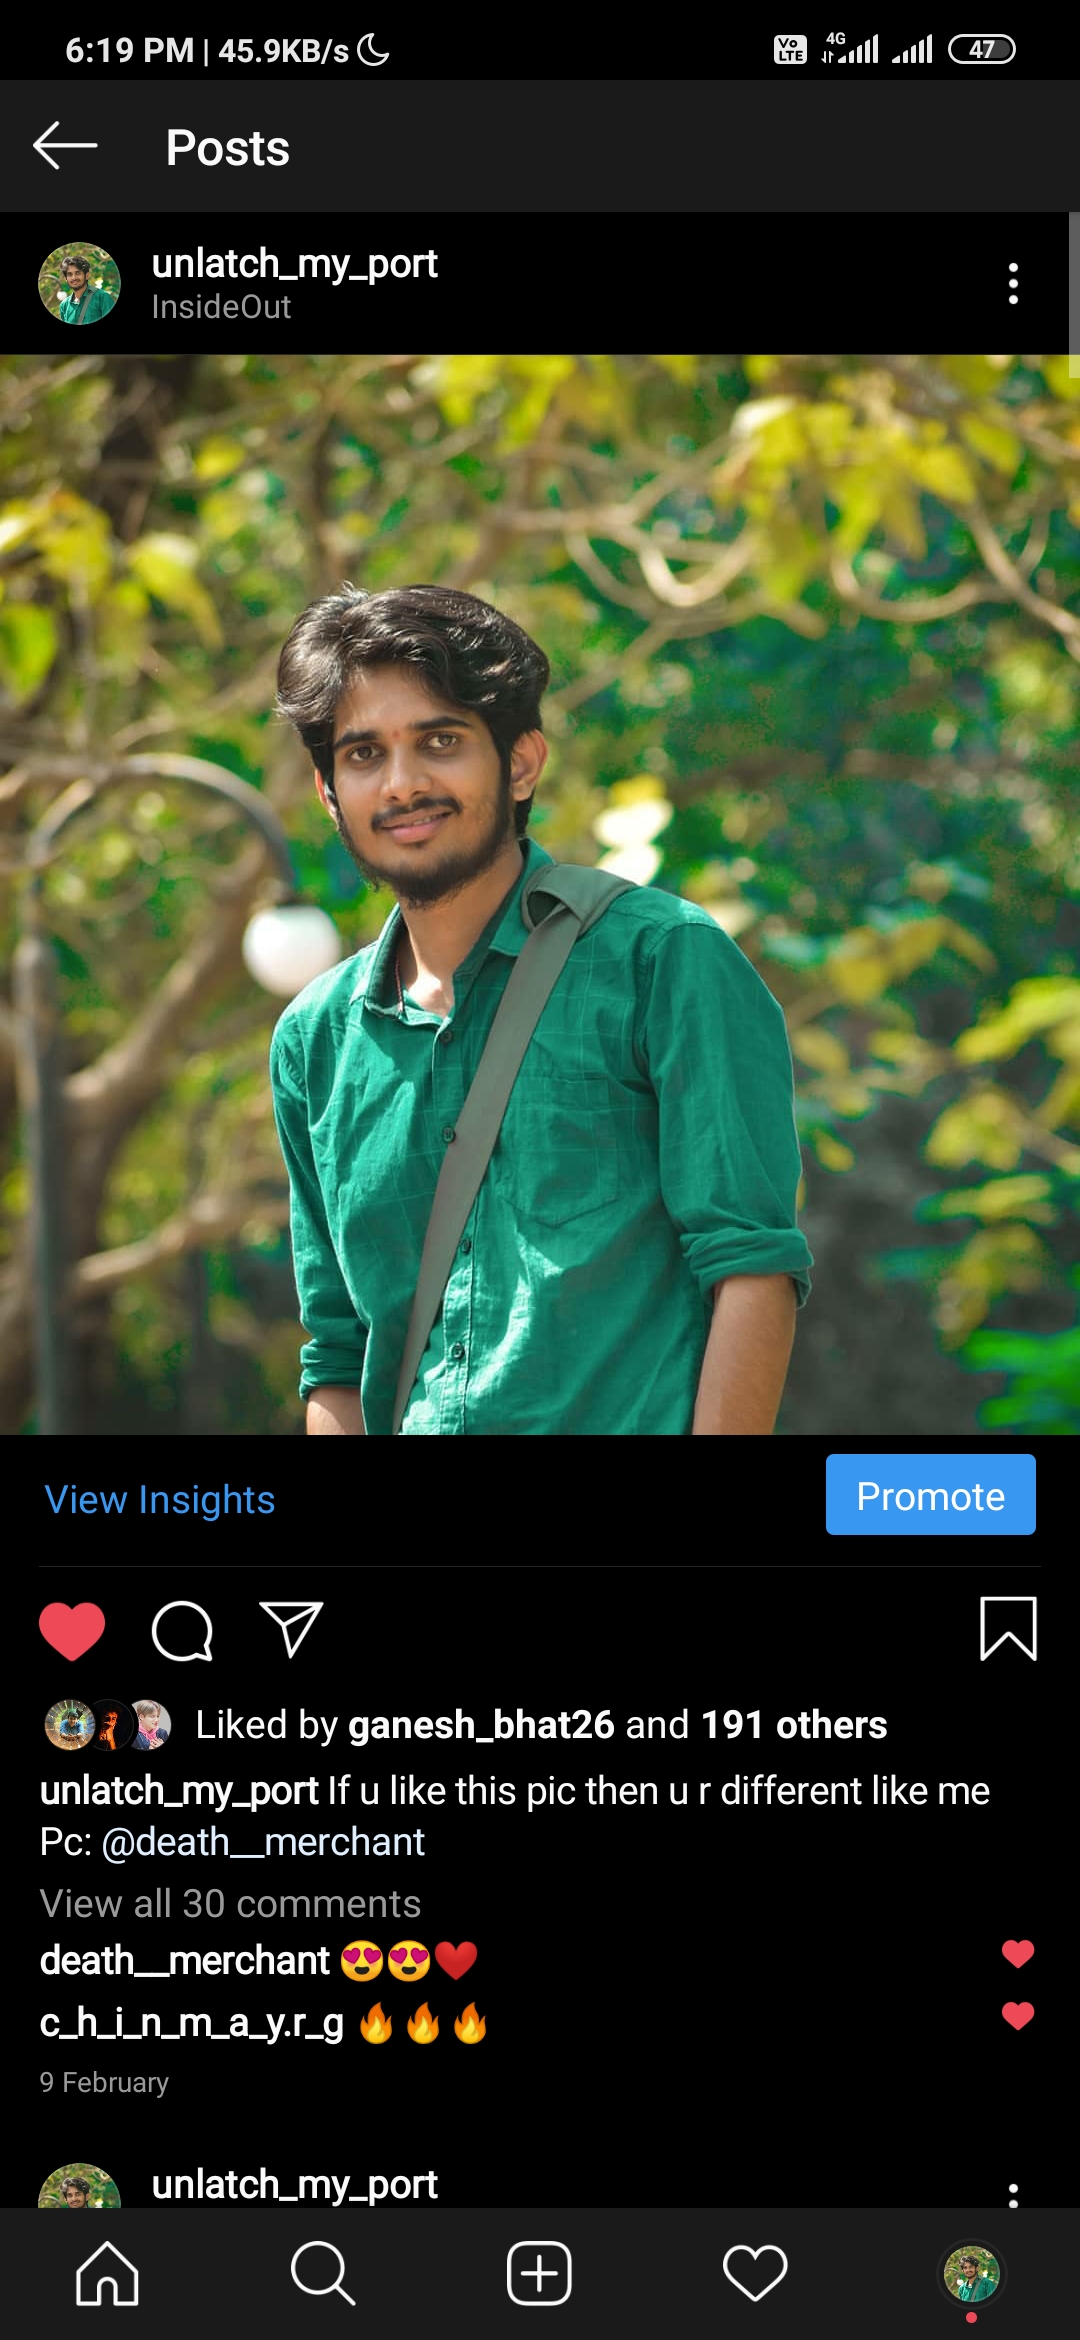 6:19 PM | 45.9KB/s
Vo LTE 4G 47
Posts
unlatch_my_port
InsideOut
View Insights
Promote
Liked by ganesh_bhat26 and 191 others
unlatch_my_port If u like this pic then u r different like me
Pc: @death__merchant
View all 30 comments
death__merchant 😍😍❤️
c_h_i_n_m_a_y.r_g 🔥🔥🔥
9 February
unlatch_my_port